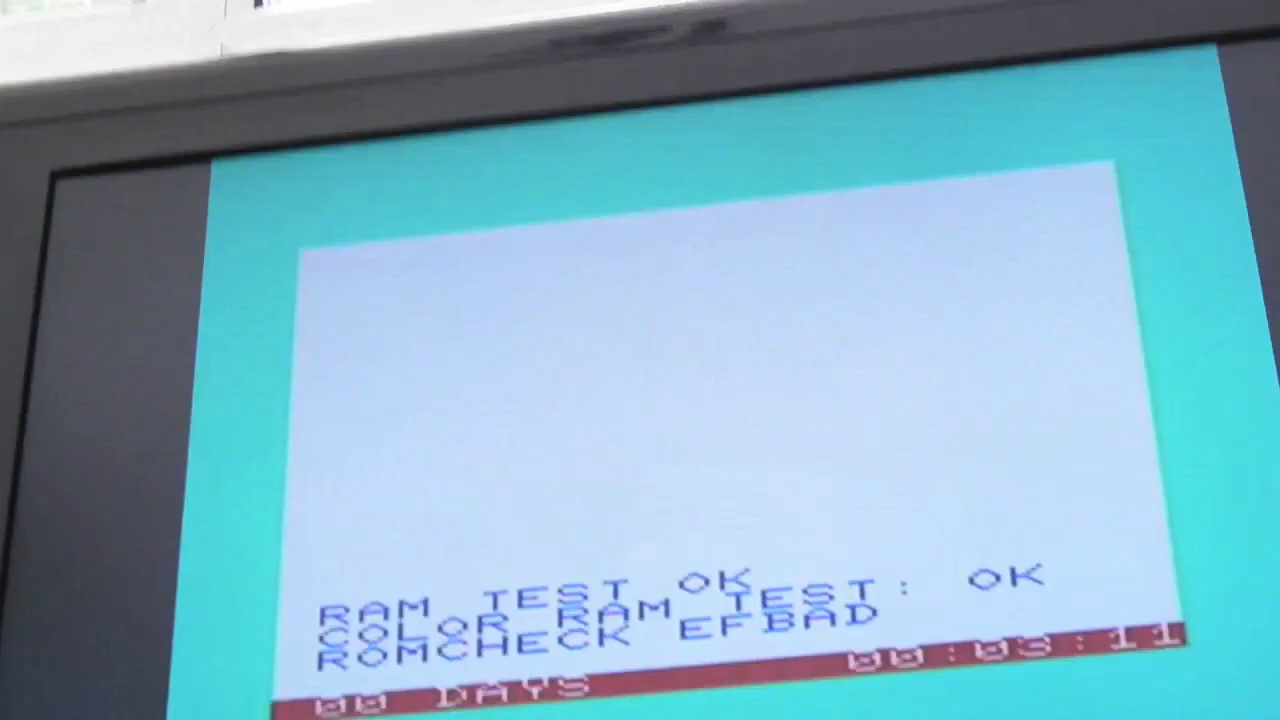 RAM TEST OK
COLOR RAM TEST: OK
ROMCHECK EFBAD
00 DAYS 00:03:11